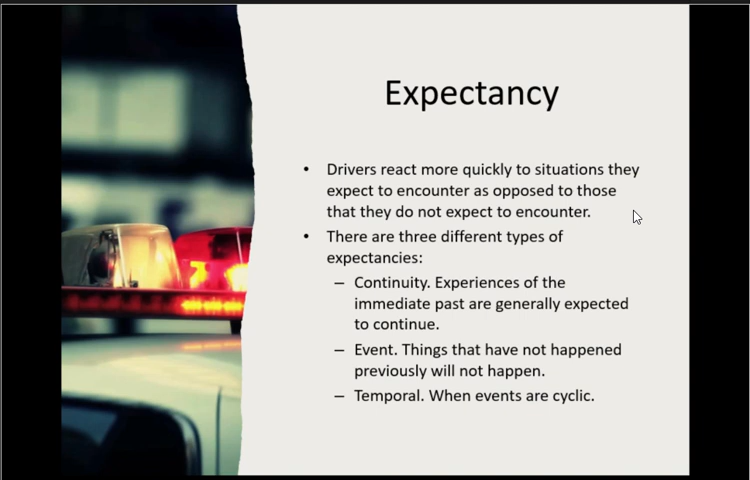 Expectancy
• Drivers react more quickly to situations they
expect to encounter as opposed to those
that they do not expect to encounter.
• There are three different types of
expectancies:
– Continuity. Experiences of the
immediate past are generally expected
to continue.
– Event. Things that have not happened
previously will not happen.
– Temporal. When events are cyclic.